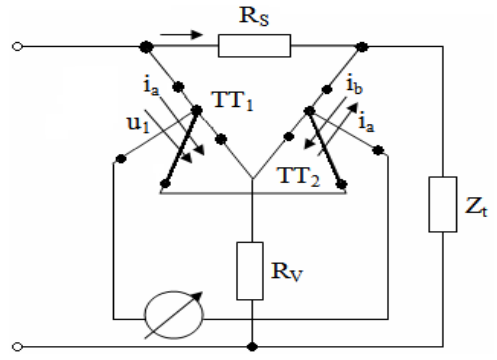 R_S
i_a
TT_1
i_b
u_1
i_a
TT_2
Z_t
R_V